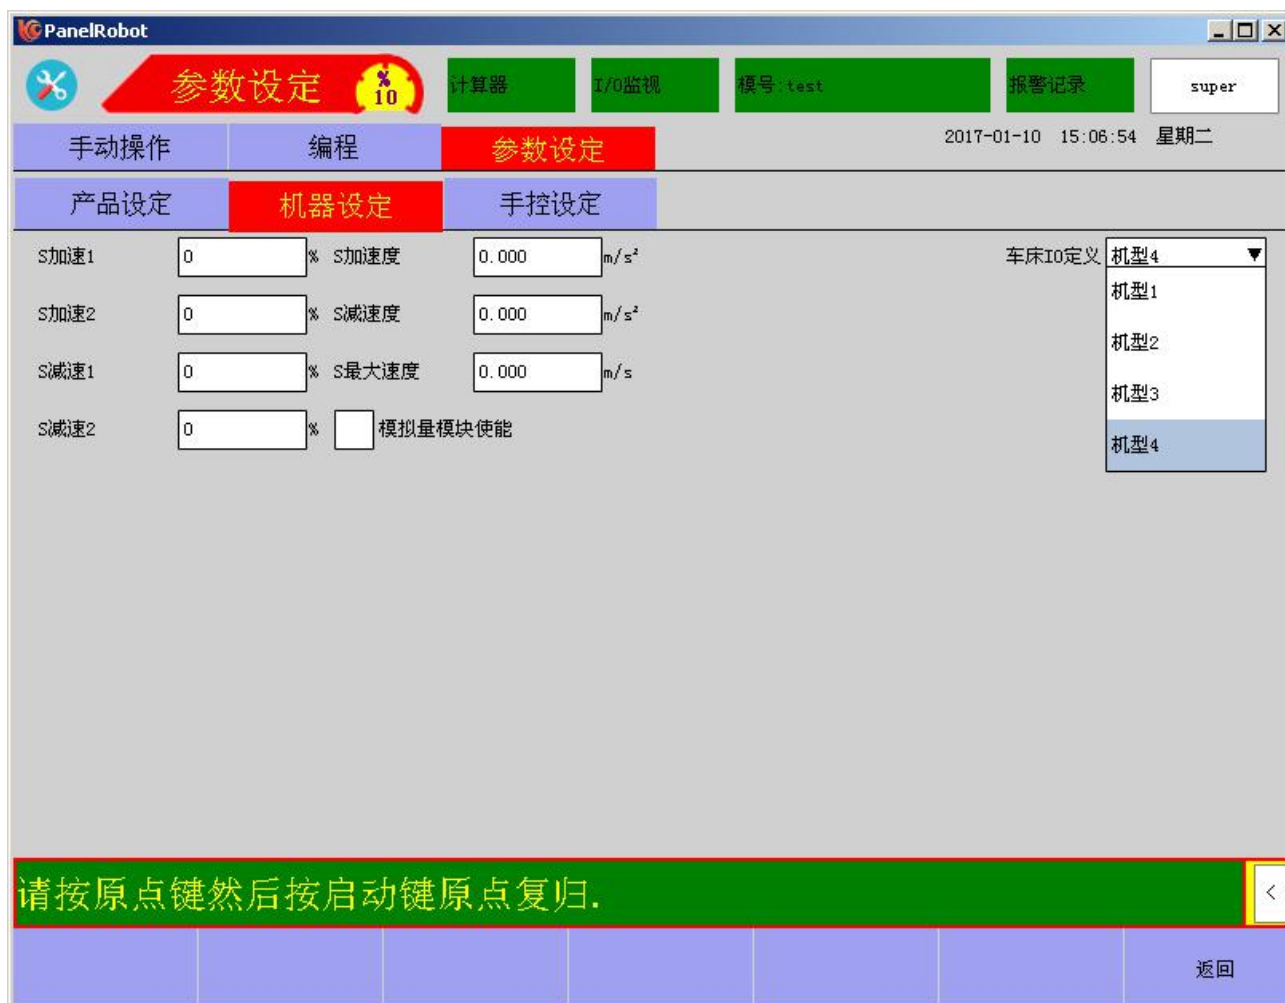 PanelRobot
参数设定 % 10 计算器 I/O监视 模号:test 报警记录 super
手动操作 编程 参数设定 2017-01-10 15:06:54 星期二
产品设定 机器设定 手控设定
S加速1 0 % S加速度 0.000 m/s² 车床IO定义 机型4
机型1
S加速2 0 % S减速度 0.000 m/s²
机型2
S减速1 0 % S最大速度 0.000 m/s
机型3
S减速2 0 % 模拟量模块使能
机型4
请按原点键然后按启动键原点复归.
<
返回